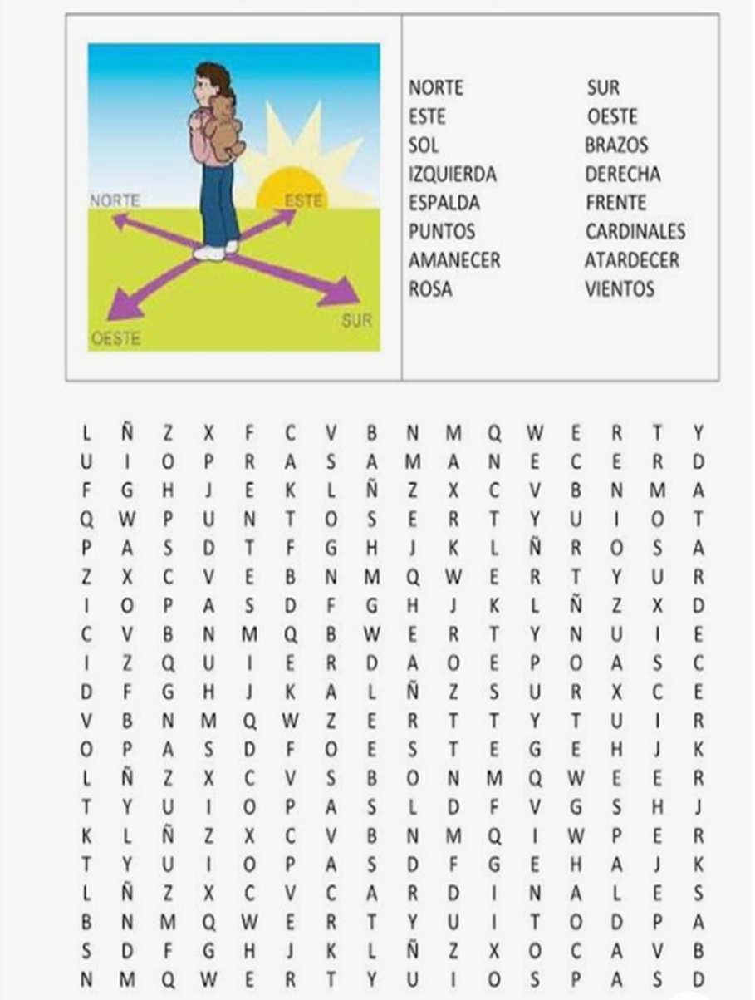 NORTE SUR
ESTE OESTE
SOL BRAZOS
IZQUIERDA DERECHA
ESPALDA FRENTE
PUNTOS CARDINALES
AMANECER ATARDECER
ROSA VIENTOS
NORTE ESTE
SUR
OESTE
L Ñ Z X F C V B N M Q W E R T Y
U I O P R A S A M A N E C E R D
F G H J E K L Ñ Z X C V B N M A
Q W P U N T O S E R T Y U I O T
P A S D T F G H J K L Ñ R O S A
Z X C V E B N M Q W E R T Y U R
I O P A S D F G H J K L Ñ Z X D
C V B N M Q B W E R T Y N U I E
I Z Q U I E R D A O E P O A S C
D F G H J K A L Ñ Z S U R X C E
V B N M Q W Z E R T T Y T U I R
O P A S D F O E S T E G E H J K
L Ñ Z X C V S B O N M Q W E E R
T Y U I O P A S L D F V G S H J
K L Ñ Z X C V B N M Q I W P E R
T Y U I O P A S D F G E H A J K
L Ñ Z X C V C A R D I N A L E S
B N M Q W E R T Y U I T O D P A
S D F G H J K L Ñ Z X O C A V B
N M Q W E R T Y U I O S P A S D